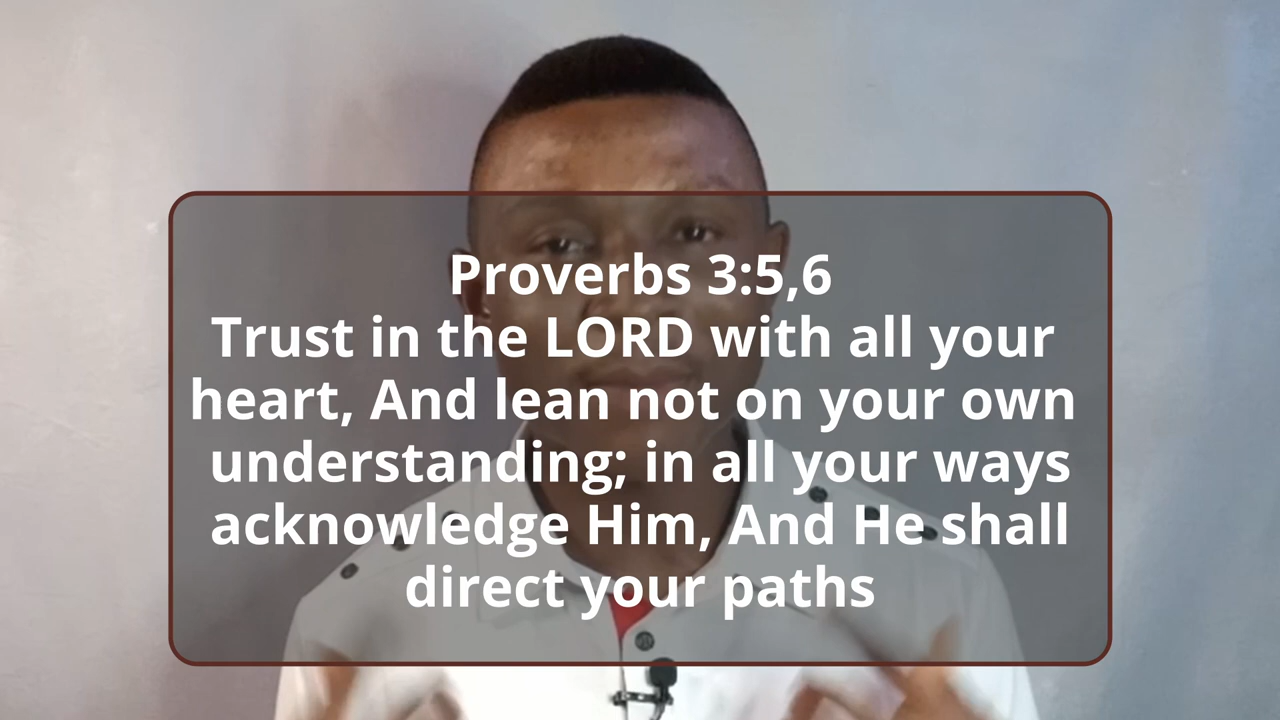 Proverbs 3:5,6
Trust in the LORD with all your
heart, And lean not on your own
understanding; in all your ways
acknowledge Him, And He shall
direct your paths